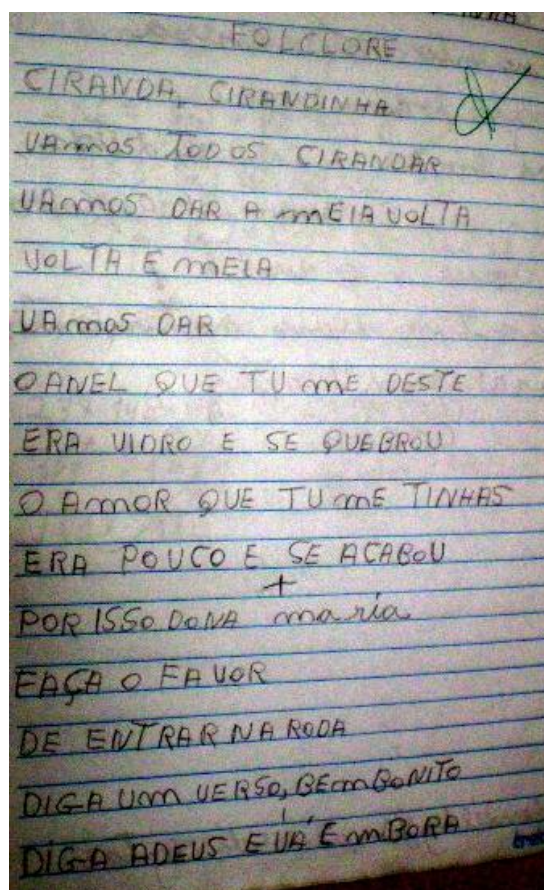 FOLCLORE
CIRANDA, CIRANDINHA
VAMOS TODOS CIRANDAR
VAMOS DAR A MEIA VOLTA
VOLTA E MEIA
VAMOS DAR
O ANEL QUE TU ME DESTE
ERA VIDRO E SE QUEBROU
O AMOR QUE TU ME TINHAS
ERA POUCO E SE ACABOU
+
POR ISSO DONA maria
FAÇA O FAVOR
DE ENTRAR NA RODA
DIGA UM VERSO, BEM BONITO
DIGA ADEUS E VÁ EMBORA